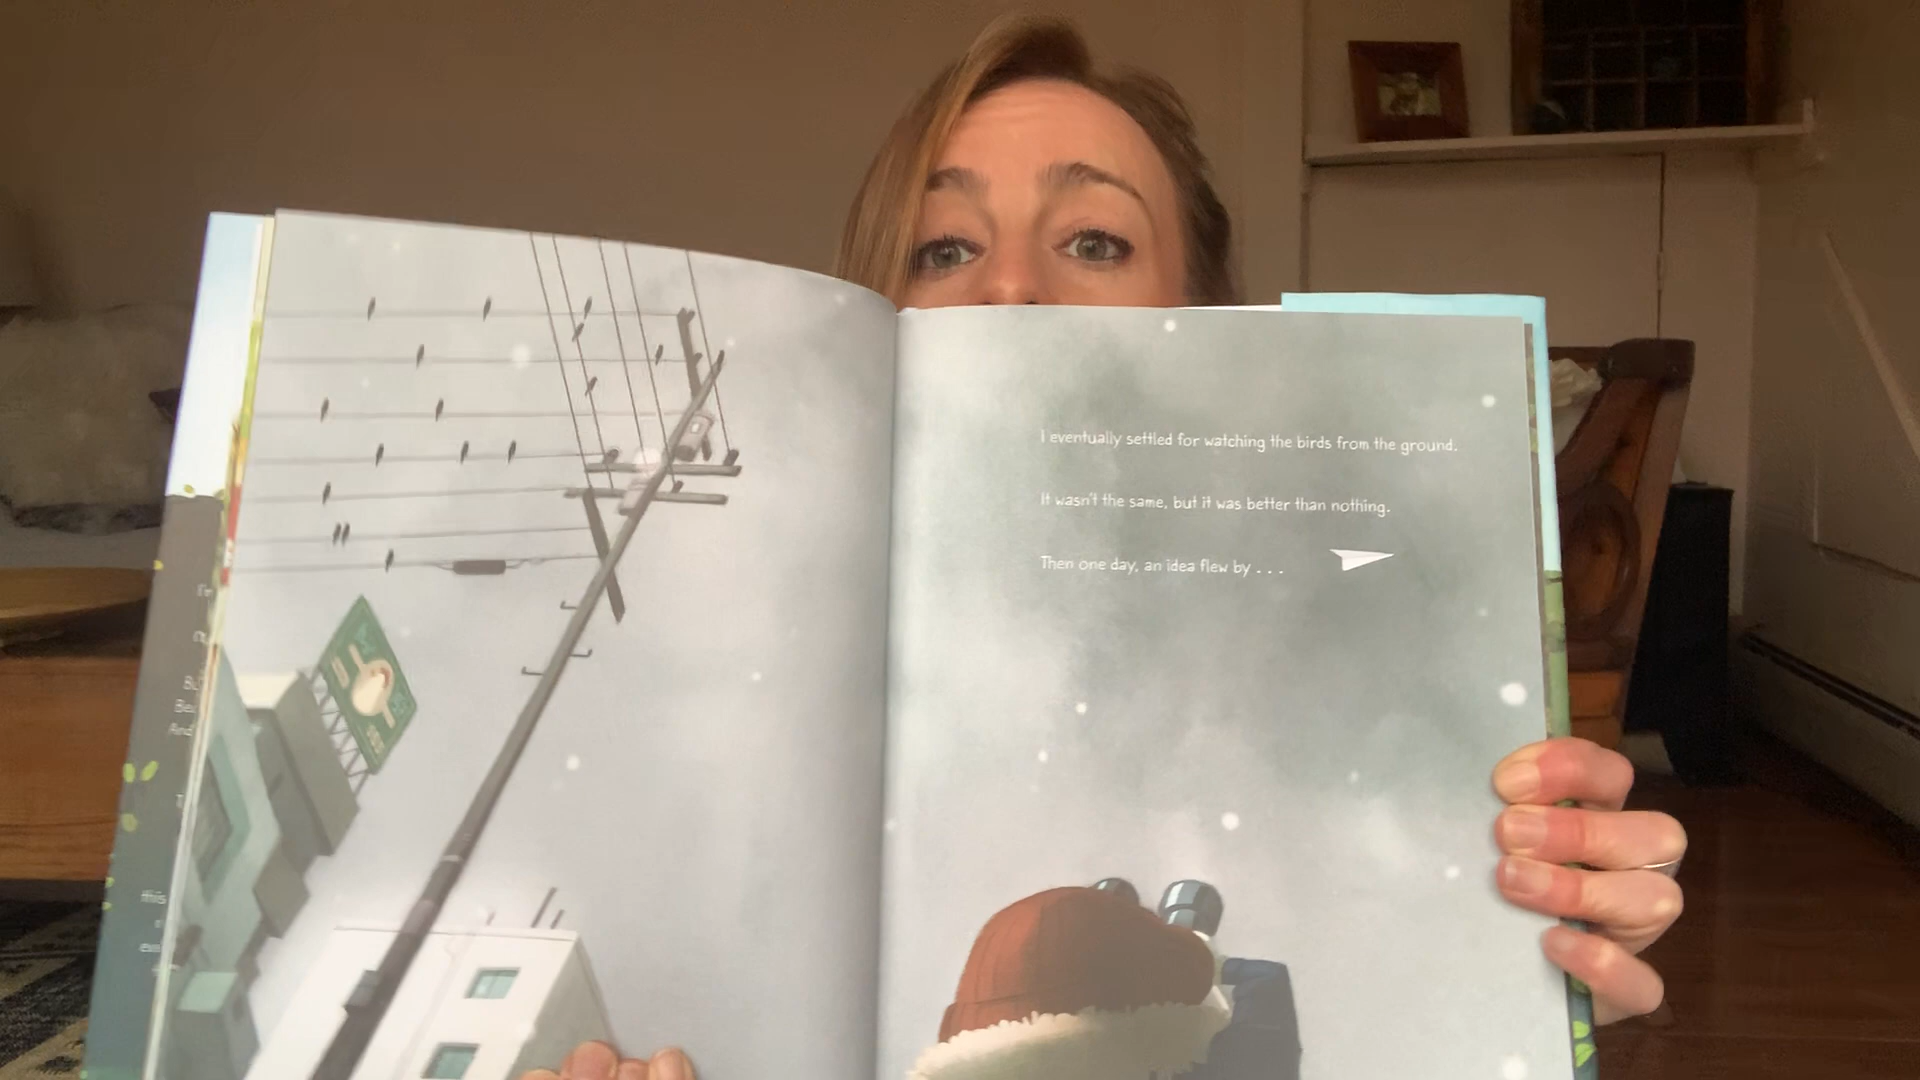 I eventually settled for watching the birds from the ground.
It wasn't the same, but it was better than nothing.
Then one day, an idea flew by . . .